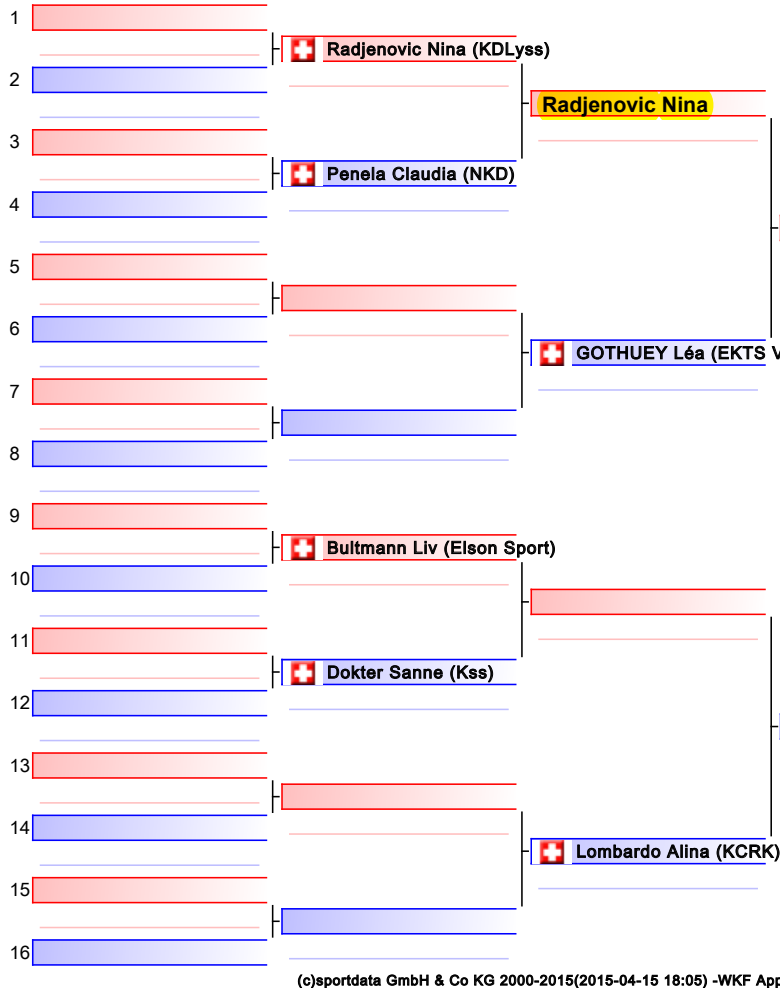 1
Radjenovic Nina (KDLyss)
2
Radjenovic Nina
3
Penela Claudia (NKD)
4
5
6
GOTHUEY Léa (EKTS V
7
8
9
Bultmann Liv (Elson Sport)
10
11
Dokter Sanne (Kss)
12
13
14
Lombardo Alina (KCRK)
15
16
(c)sportdata GmbH & Co KG 2000-2015(2015-04-15 18:05) -WKF App